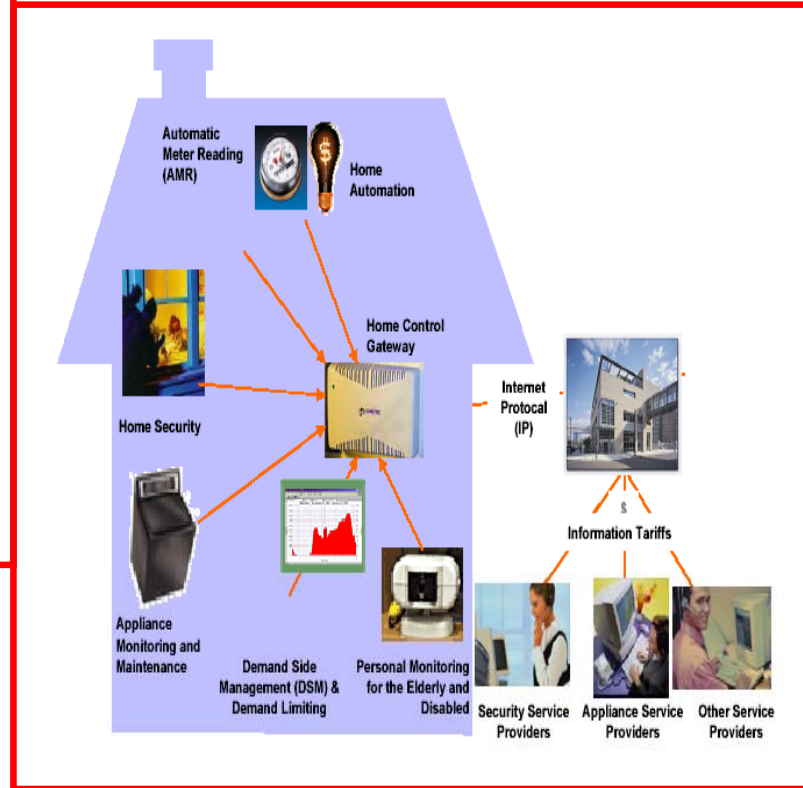 Automatic
Meter Reading
(AMR)
Home
Automation
Home Control
Gateway
Home Security
Internet
Protocal
(IP)
$
Information Tariffs
Appliance
Monitoring and
Maintenance
Demand Side
Management (DSM) &
Demand Limiting
Personal Monitoring
for the Elderly and
Disabled
Security Service
Providers
Appliance Service
Providers
Other Service
Providers